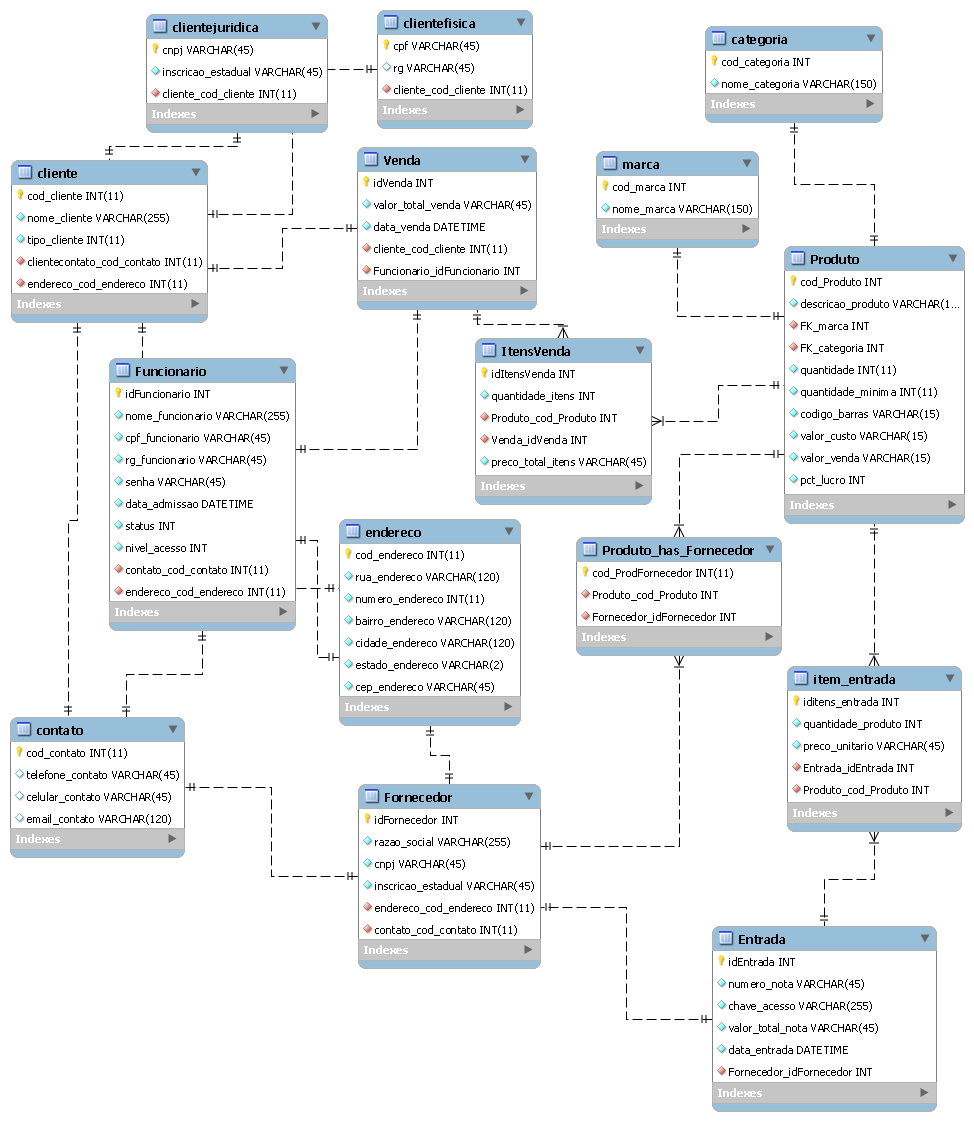 clientejuridica
cnpj VARCHAR(45)
inscricao_estadual VARCHAR(45)
cliente_cod_cliente INT(11)
Indexes
clientefisica
cpf VARCHAR(45)
rg VARCHAR(45)
cliente_cod_cliente INT(11)
Indexes
categoria
cod_categoria INT
nome_categoria VARCHAR(150)
Indexes
cliente
cod_cliente INT(11)
nome_cliente VARCHAR(255)
tipo_cliente INT(11)
clientecontato_cod_contato INT(11)
endereco_cod_endereco INT(11)
Indexes
Venda
idVenda INT
valor_total_venda VARCHAR(45)
data_venda DATETIME
cliente_cod_cliente INT(11)
Funcionario_idFuncionario INT
Indexes
marca
cod_marca INT
nome_marca VARCHAR(150)
Indexes
Produto
cod_Produto INT
descricao_produto VARCHAR(1...
FK_marca INT
FK_categoria INT
quantidade INT(11)
quantidade_minima INT(11)
codigo_barras VARCHAR(15)
valor_custo VARCHAR(15)
valor_venda VARCHAR(15)
pct_lucro INT
Indexes
Funcionario
idFuncionario INT
nome_funcionario VARCHAR(255)
cpf_funcionario VARCHAR(45)
rg_funcionario VARCHAR(45)
senha VARCHAR(45)
data_admissao DATETIME
status INT
nivel_acesso INT
contato_cod_contato INT(11)
endereco_cod_endereco INT(11)
Indexes
ItensVenda
idItensVenda INT
quantidade_itens INT
Produto_cod_Produto INT
Venda_idVenda INT
preco_total_itens VARCHAR(45)
Indexes
endereco
cod_endereco INT(11)
rua_endereco VARCHAR(120)
numero_endereco INT(11)
bairro_endereco VARCHAR(120)
cidade_endereco VARCHAR(120)
estado_endereco VARCHAR(2)
cep_endereco VARCHAR(45)
Indexes
Produto_has_Fornecedor
cod_ProdFornecedor INT(11)
Produto_cod_Produto INT
Fornecedor_idFornecedor INT
Indexes
item_entrada
iditens_entrada INT
quantidade_produto INT
preco_unitario VARCHAR(45)
Entrada_idEntrada INT
Produto_cod_Produto INT
Indexes
contato
cod_contato INT(11)
telefone_contato VARCHAR(45)
celular_contato VARCHAR(45)
email_contato VARCHAR(120)
Indexes
Fornecedor
idFornecedor INT
razao_social VARCHAR(255)
cnpj VARCHAR(45)
inscricao_estadual VARCHAR(45)
endereco_cod_endereco INT(11)
contato_cod_contato INT(11)
Indexes
Entrada
idEntrada INT
numero_nota VARCHAR(45)
chave_acesso VARCHAR(255)
valor_total_nota VARCHAR(45)
data_entrada DATETIME
Fornecedor_idFornecedor INT
Indexes